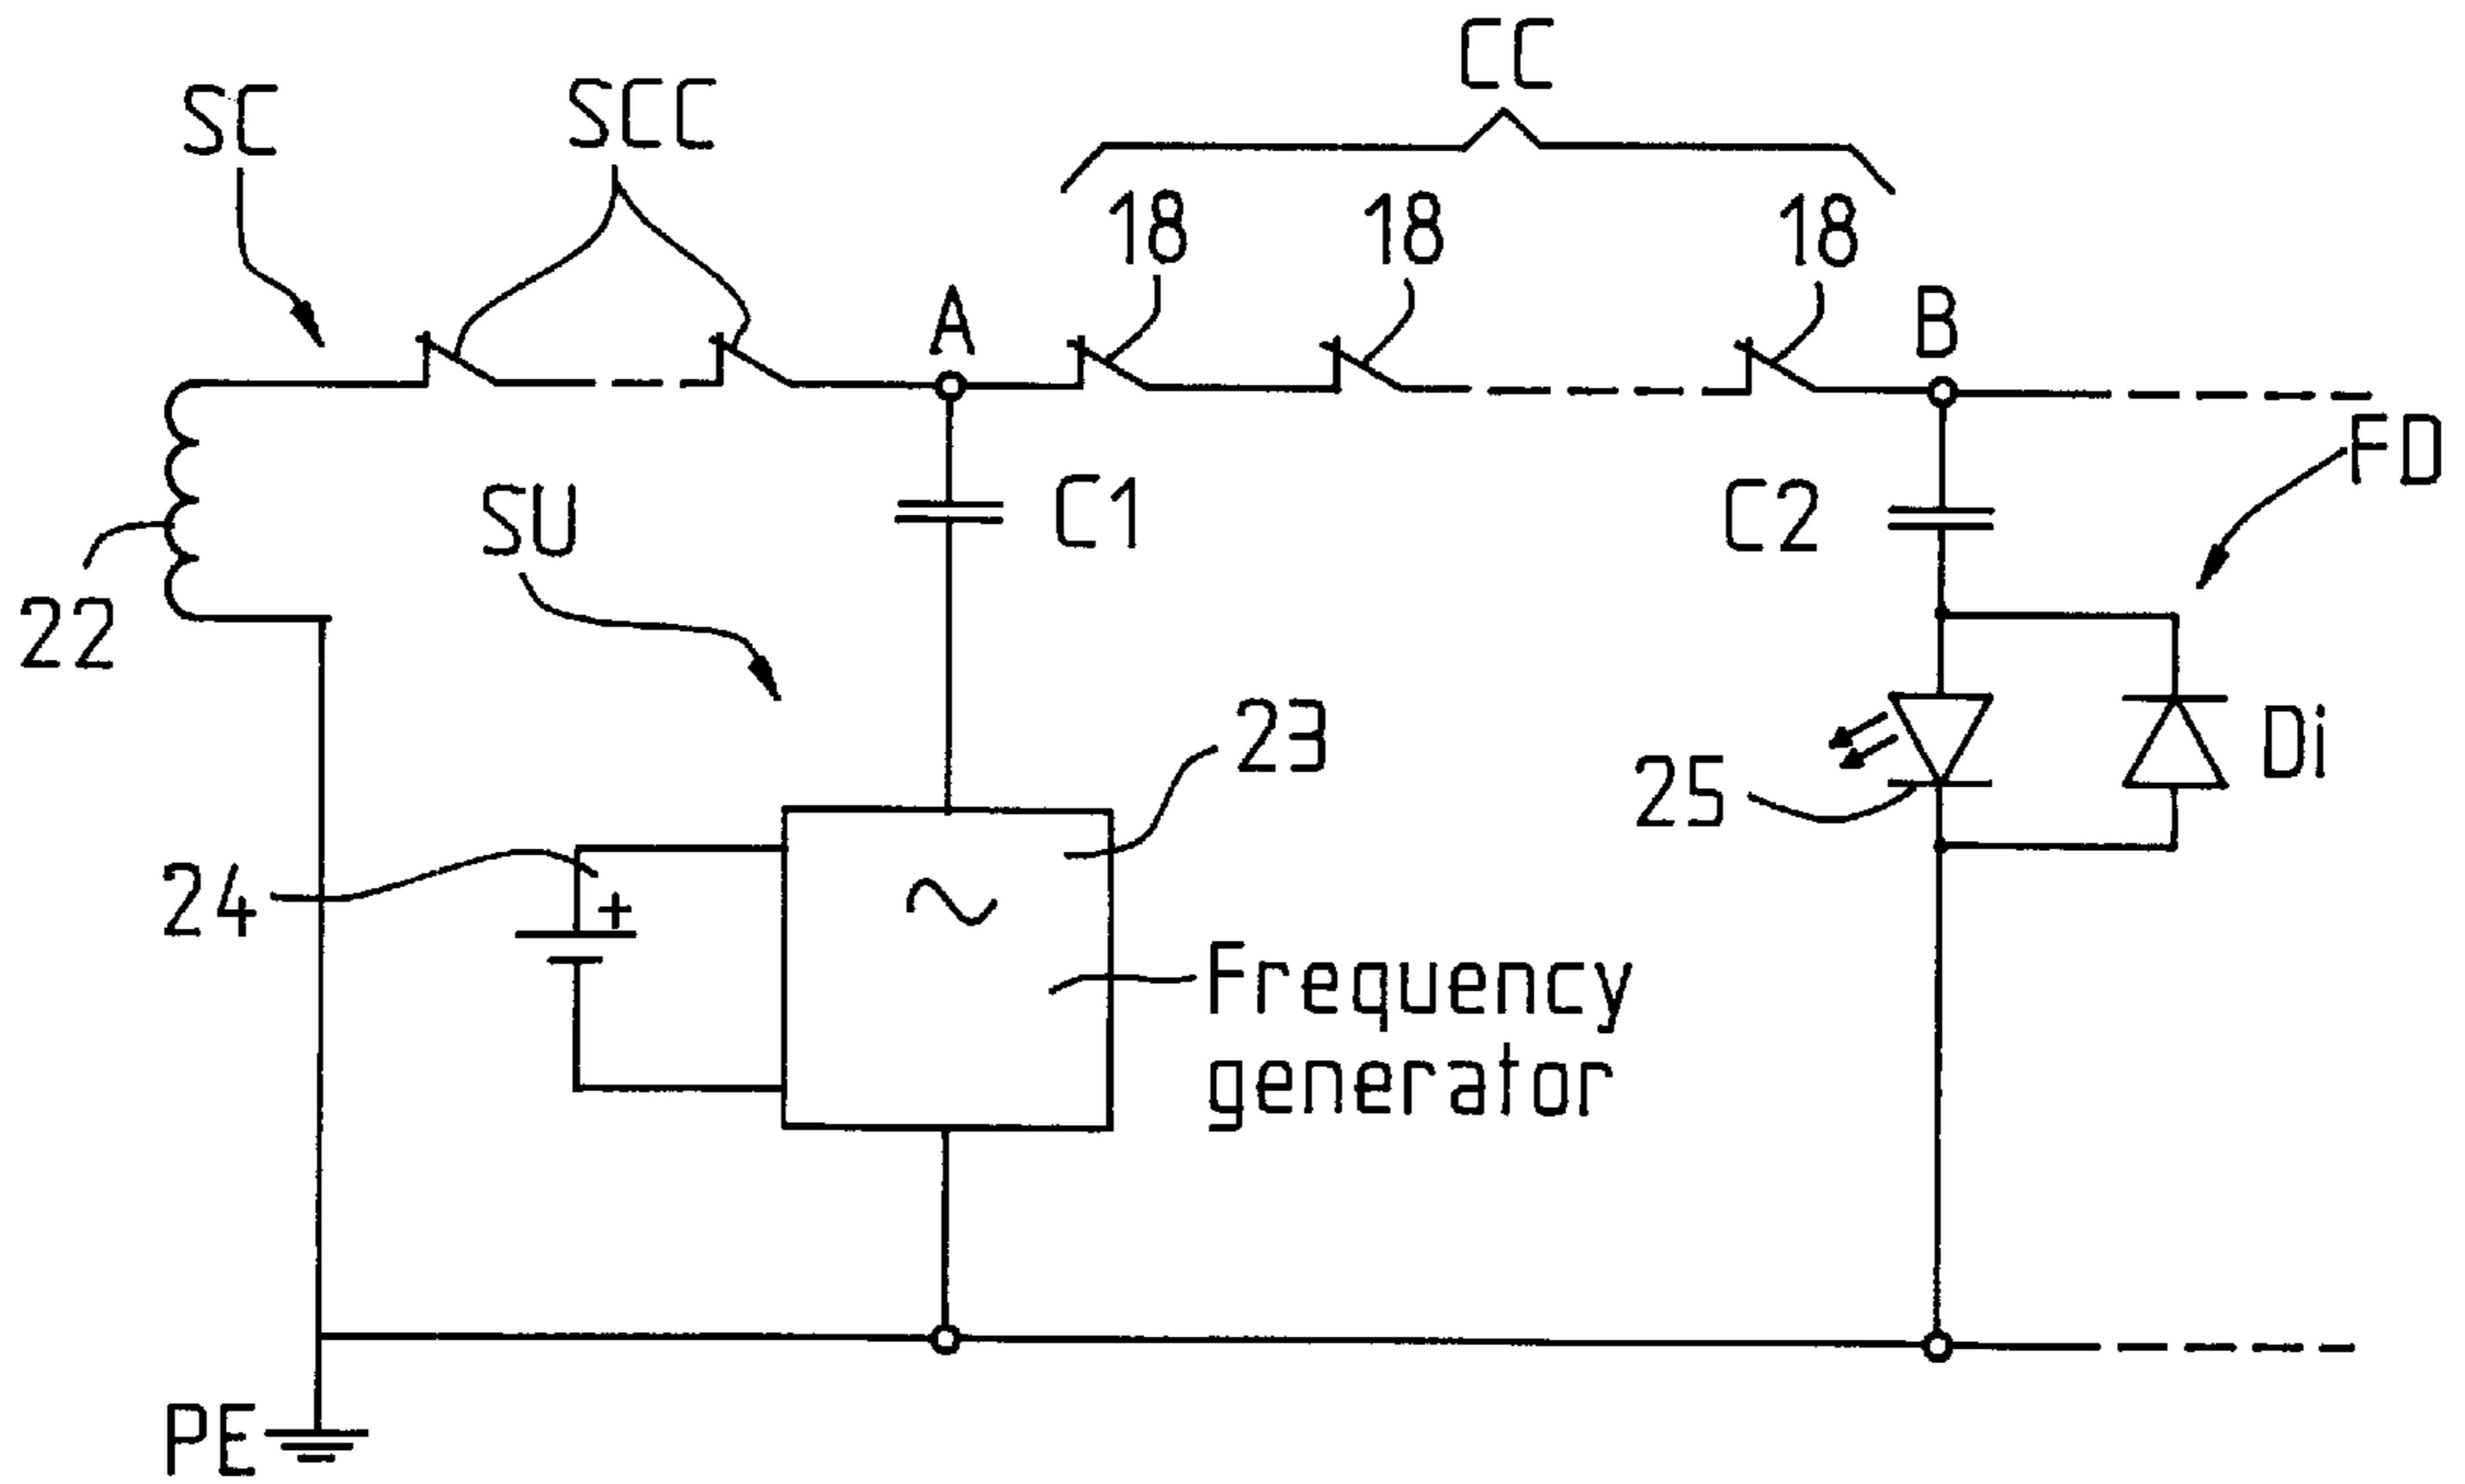 CC
SC
SCC
18
18
18
A
B
FD
C1
C2
SU
22
23
Di
25
24
+
Frequency
generator
PE